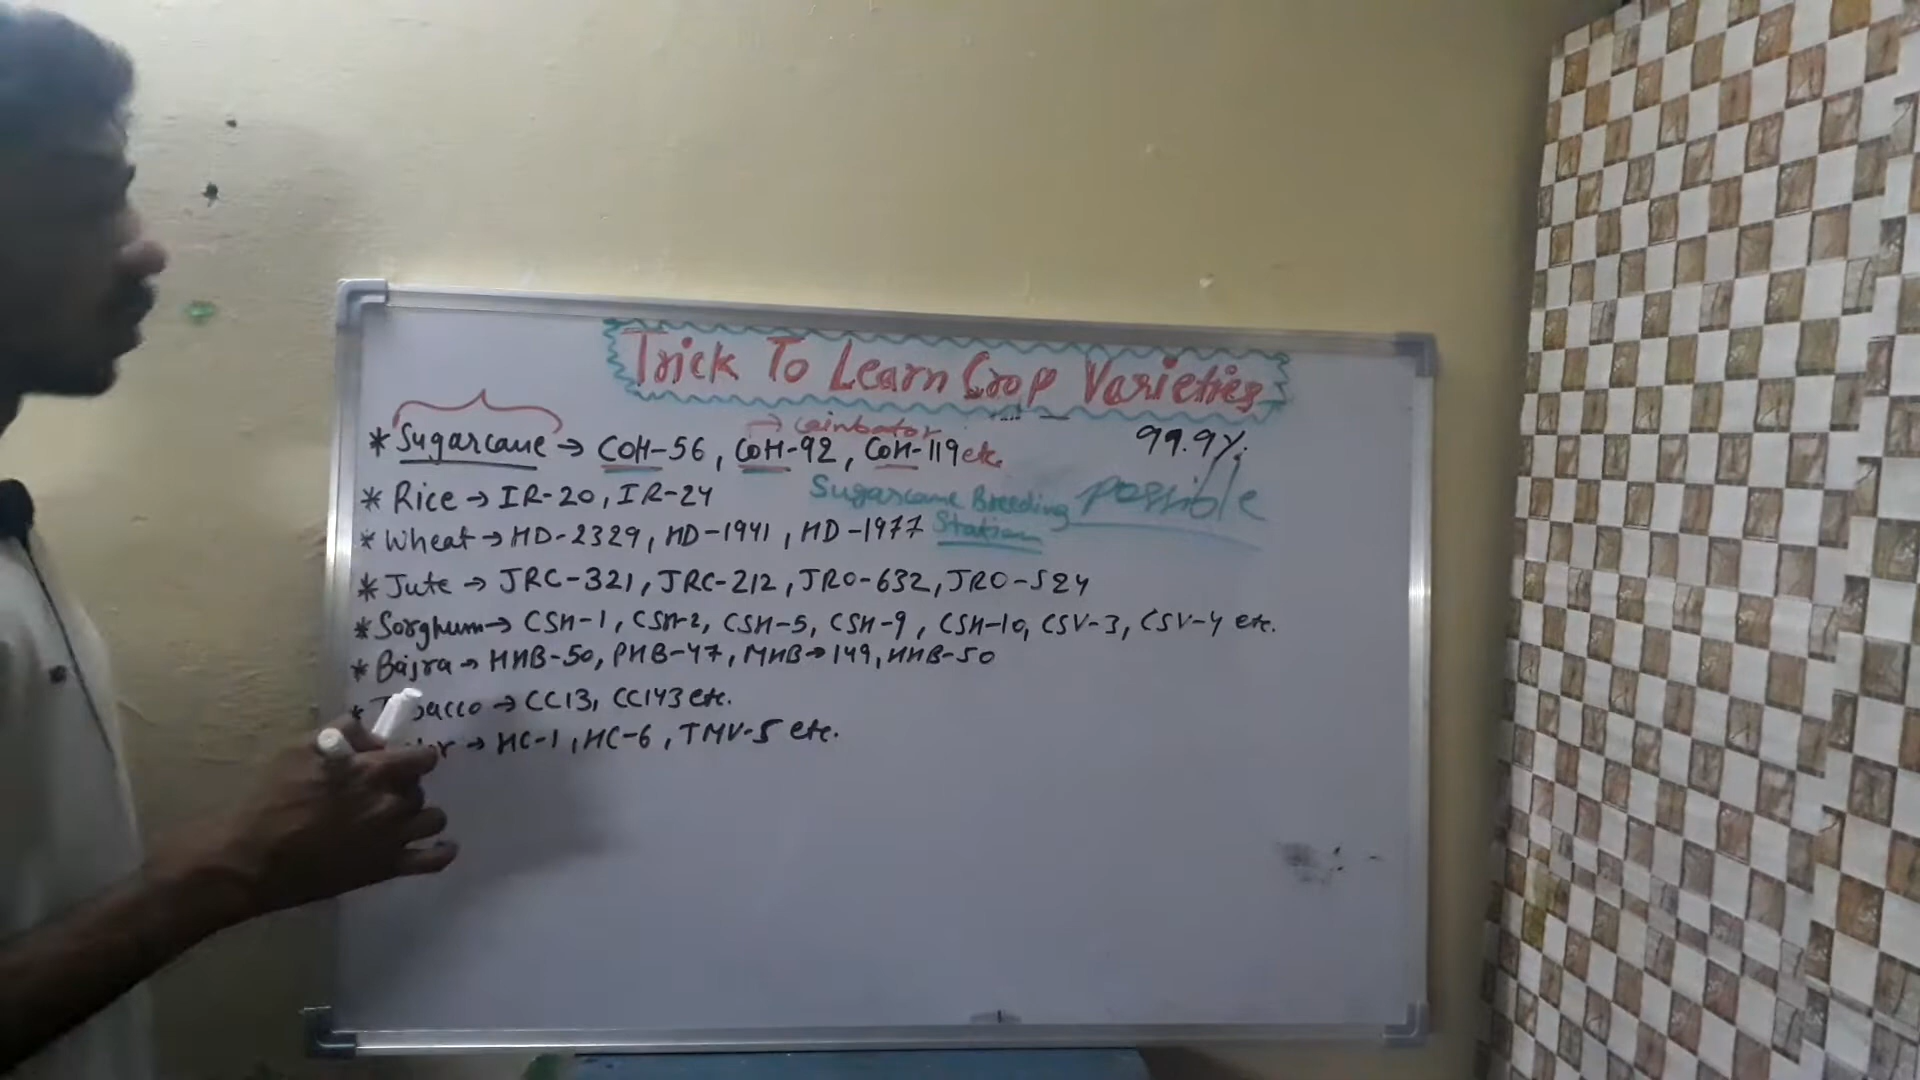 Trick To Learn Crop Varieties
→ Coinbator
* Sugarcane → COH-56, COH-92, COH-119 etc.
99.9%
possible
* Rice → IR-20, IR-24
Sugarcane Breeding
Station
* Wheat → HD-2329, HD-1941, HD-1977
* Jute → JRC-321, JRC-212, JRO-632, JRO-524
* Sorghum → CSH-1, CSH-2, CSH-5, CSH-9, CSH-10, CSV-3, CSV-4 etc.
* Bajra → HHB-50, PHB-47, MHB→149, HHB-50
* → CC13, CC143 etc.
→ HC-1, HC-6, TMV-5 etc.